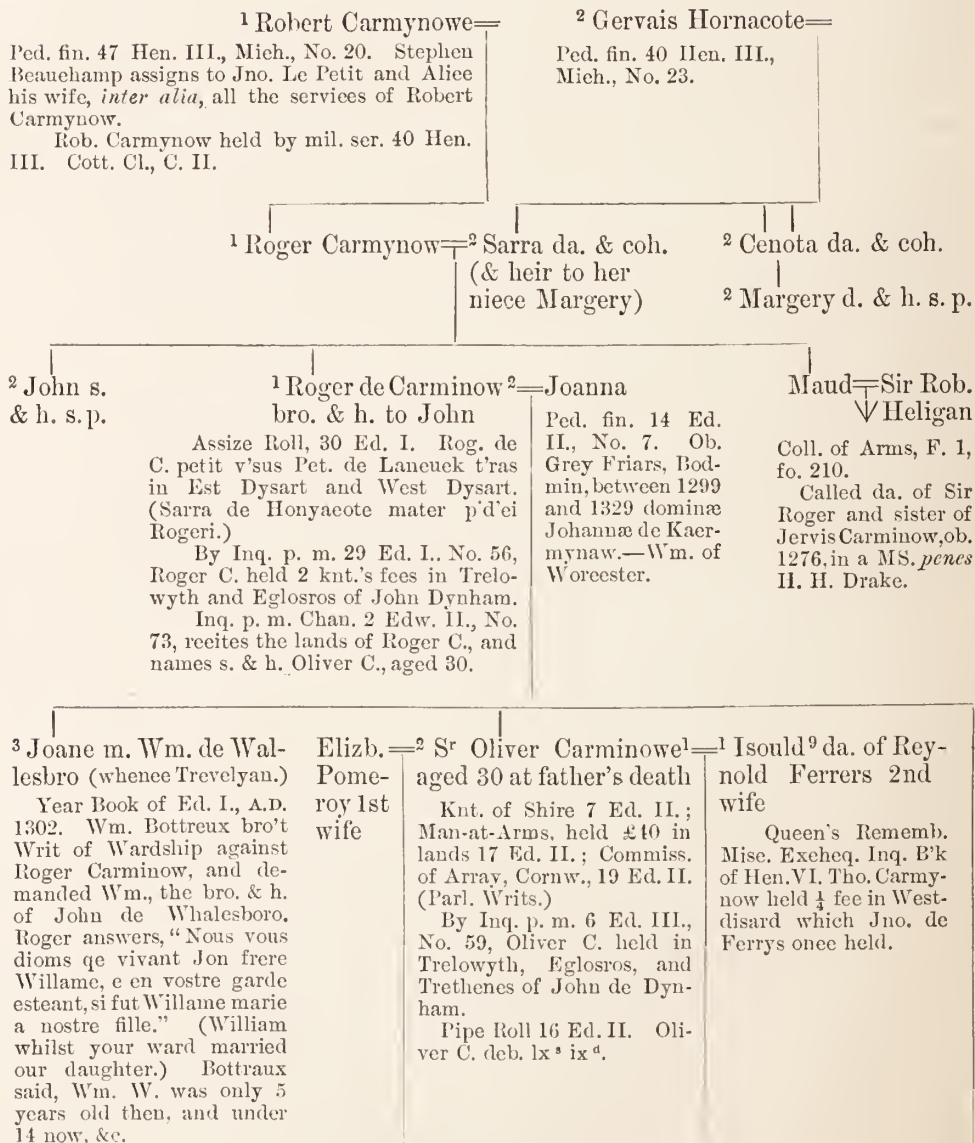 ¹ Robert Carmynowe=
Ped. fin. 47 Hen. III., Mich., No. 20. Stephen
Beauchamp assigns to Jno. Le Petit and Alice
his wife, inter alia, all the services of Robert
Carmynow.
Rob. Carmynow held by mil. ser. 40 Hen.
III. Cott. Cl., C. II.
² Gervais Hornacote=
Ped. fin. 40 Hen. III.,
Mich., No. 23.
¹ Roger Carmynow=
² Sarra da. & coh.
(& heir to her
niece Margery)
² Cenota da. & coh.
² Margery d. & h. s. p.
² John s.
& h. s. p.
¹ Roger de Carminow ²=
bro. & h. to John
Assize Roll, 30 Ed. I. Rog. de
C. petit v'sus Pet. de Lancuck t'ras
in Est Dysart and West Dysart.
(Sarra de Honyacote mater p'd'ci
Rogeri.)
By Inq. p. m. 29 Ed. I., No. 56,
Roger C. held 2 knt.'s fees in Trelo-
wyth and Eglosros of John Dynham.
Inq. p. m. Chan. 2 Edw. II., No.
73, recites the lands of Roger C., and
names s. & h. Oliver C., aged 30.
Joanna
Ped. fin. 14 Ed.
II., No. 7. Ob.
Grey Friars, Bod-
min, between 1299
and 1329 dominæ
Johannæ de Kaer-
mynaw.—Wm. of
Worcester.
Maud=Sir Rob.
Heligan
Coll. of Arms, F. 1,
fo. 210.
Called da. of Sir
Roger and sister of
Jervis Carminow, ob.
1276, in a MS. penes
H. H. Drake.
³ Joane m. Wm. de Wal-
lesbro (whence Trevelyan.)
Year Book of Ed. I., A.D.
1302. Wm. Bottreux bro't
Writ of Wardship against
Roger Carminow, and de-
manded Wm., the bro. & h.
of John de Whalesboro.
Roger answers, "Nous vous
dioms qe vivant Jon frere
Willame, e en vostre garde
esteant, si fut Willame marie
a nostre fille." (William
whilst your ward married
our daughter.) Bottraux
said, Wm. W. was only 5
years old then, and under
14 now, &c.
Elizb.=
Pome-
roy 1st
wife
² Sʳ Oliver Carminowe¹=
aged 30 at father's death
Knt. of Shire 7 Ed. II.;
Man-at-Arms, held £40 in
lands 17 Ed. II.; Commiss.
of Array, Cornw., 19 Ed. II.
(Parl. Writs.)
By Inq. p. m. 6 Ed. III.,
No. 59, Oliver C. held in
Trelowyth, Eglosros, and
Trethenes of John de Dyn-
ham.
Pipe Roll 16 Ed. II. Oli-
ver C. deb. lxˢ ixᵈ.
¹ Isould⁹ da. of Rey-
nold Ferrers 2nd
wife
Queen's Rememb.
Misc. Excheq. Inq. B'k
of Hen. VI. Tho. Carmy-
now held ¼ fee in West-
disard which Jno. de
Ferrys once held.